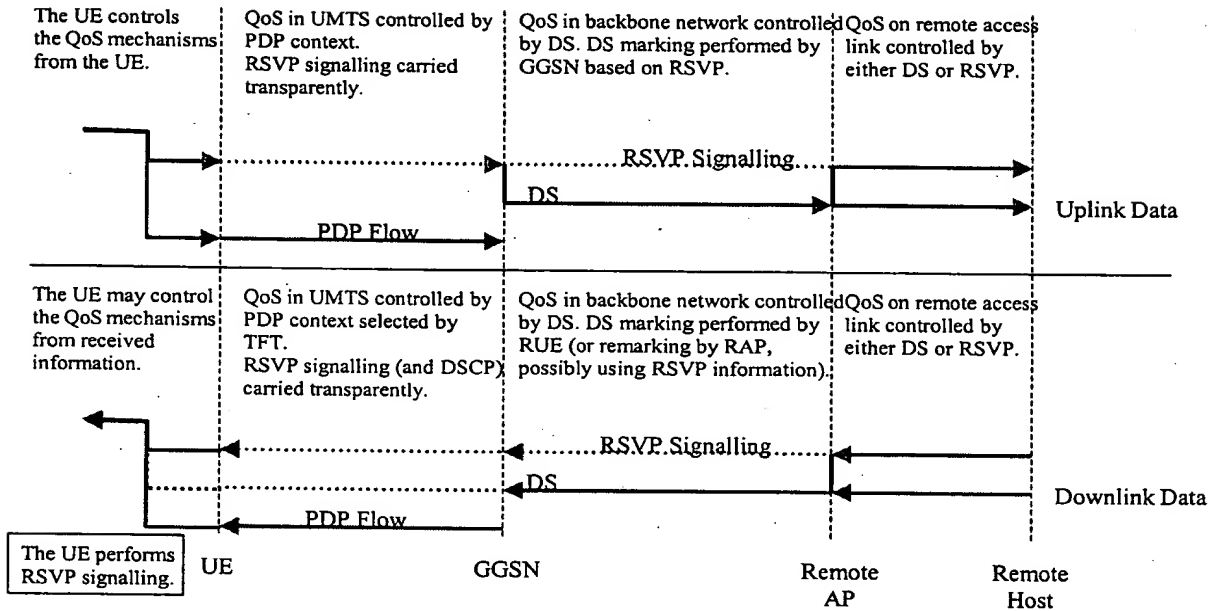 The UE controls
the QoS mechanisms
from the UE.
QoS in UMTS controlled by
PDP context.
RSVP signalling carried
transparently.
QoS in backbone network controlled
by DS. DS marking performed by
GGSN based on RSVP.
QoS on remote access
link controlled by
either DS or RSVP.
RSVP Signalling
DS
PDP Flow
Uplink Data
The UE may control
the QoS mechanisms
from received
information.
QoS in UMTS controlled by
PDP context selected by
TFT.
RSVP signalling (and DSCP)
carried transparently.
QoS in backbone network controlled
by DS. DS marking performed by
RUE (or remarking by RAP,
possibly using RSVP information).
QoS on remote access
link controlled by
either DS or RSVP.
RSVP Signalling
DS
PDP Flow
Downlink Data
The UE performs
RSVP signalling.
UE
GGSN
Remote
AP
Remote
Host